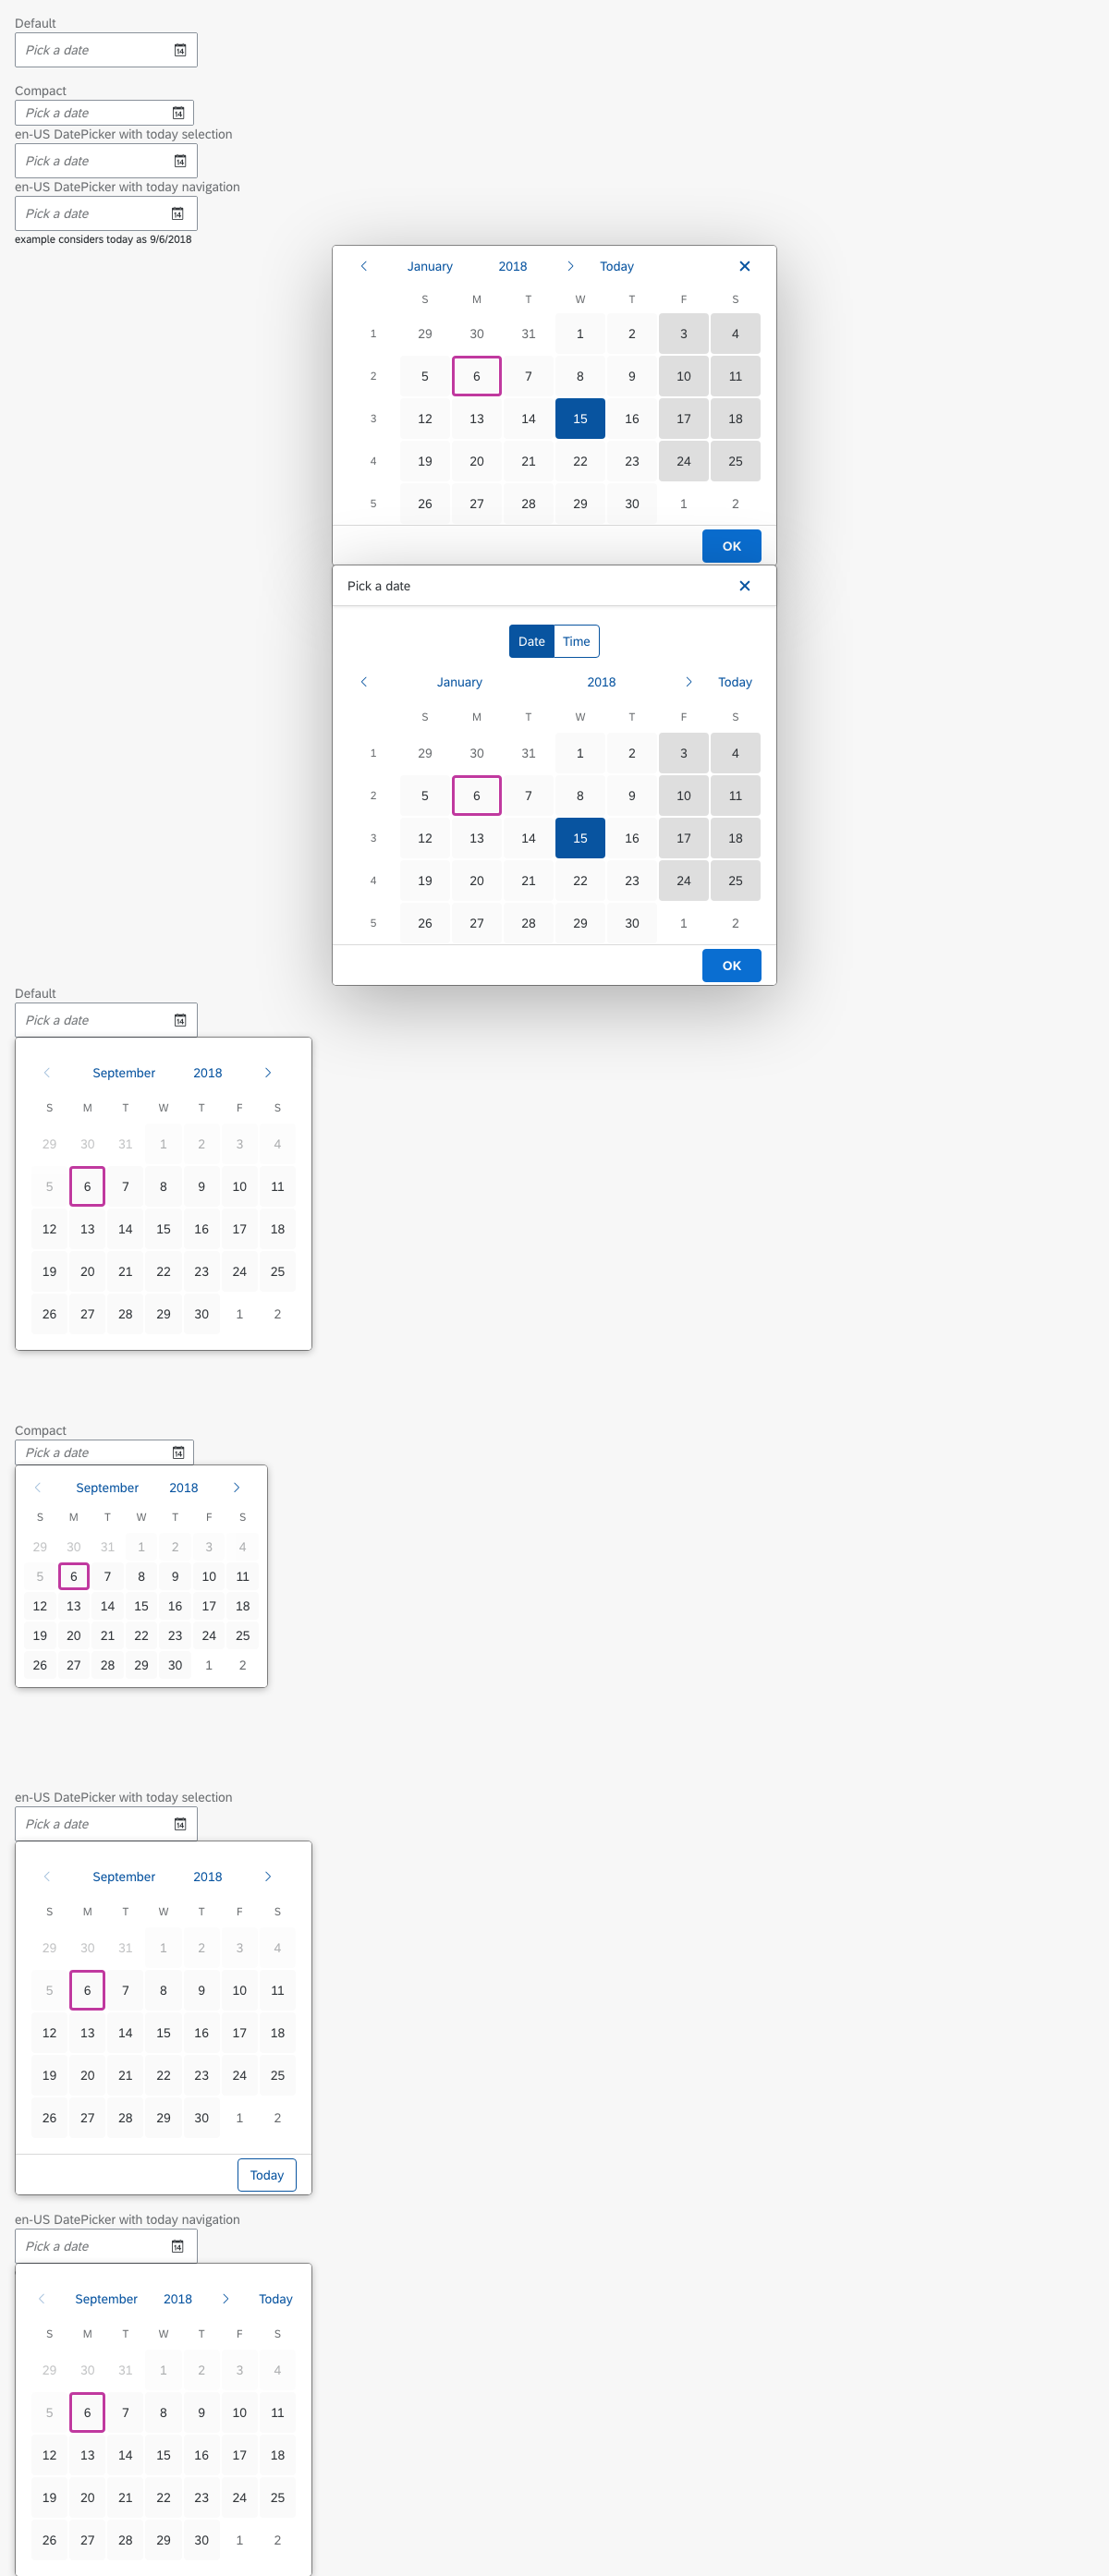 Default
Pick a date
Compact
Pick a date
en-US DatePicker with today selection
Pick a date
en-US DatePicker with today navigation
Pick a date
example considers today as 9/6/2018
January 2018 Today
S M T W T F S
1 29 30 31 1 2 3 4
2 5 6 7 8 9 10 11
3 12 13 14 15 16 17 18
4 19 20 21 22 23 24 25
5 26 27 28 29 30 1 2
OK
Pick a date
Date Time
January 2018 Today
S M T W T F S
1 29 30 31 1 2 3 4
2 5 6 7 8 9 10 11
3 12 13 14 15 16 17 18
4 19 20 21 22 23 24 25
5 26 27 28 29 30 1 2
OK
Default
Pick a date
September 2018
S M T W T F S
29 30 31 1 2 3 4
5 6 7 8 9 10 11
12 13 14 15 16 17 18
19 20 21 22 23 24 25
26 27 28 29 30 1 2
Compact
Pick a date
September 2018
S M T W T F S
29 30 31 1 2 3 4
5 6 7 8 9 10 11
12 13 14 15 16 17 18
19 20 21 22 23 24 25
26 27 28 29 30 1 2
en-US DatePicker with today selection
Pick a date
September 2018
S M T W T F S
29 30 31 1 2 3 4
5 6 7 8 9 10 11
12 13 14 15 16 17 18
19 20 21 22 23 24 25
26 27 28 29 30 1 2
Today
en-US DatePicker with today navigation
Pick a date
September 2018 Today
S M T W T F S
29 30 31 1 2 3 4
5 6 7 8 9 10 11
12 13 14 15 16 17 18
19 20 21 22 23 24 25
26 27 28 29 30 1 2